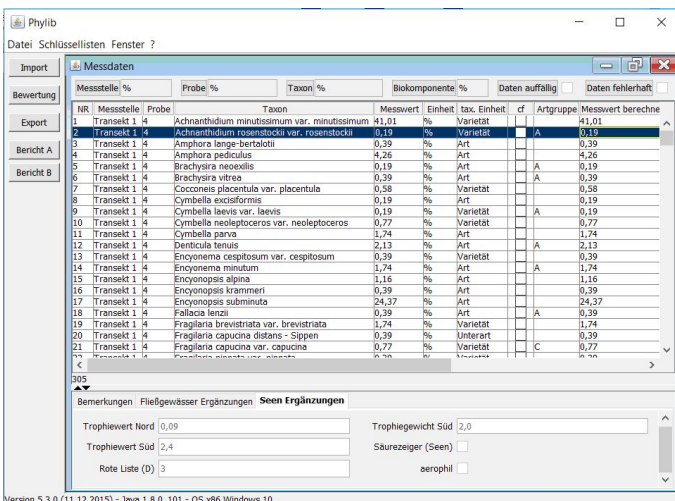 Phylib
Datei Schlüssellisten Fenster ?
Import
Bewertung
Export
Bericht A
Bericht B
Messdaten
Messstelle % Probe % Taxon % Biokomponente % Daten auffällig Daten fehlerhaft
NR Messstelle Probe Taxon Messwert Einheit tax. Einheit cf Artgruppe Messwert berechne
1 Transekt 1 4 Achnanthidium minutissimum var. minutissimum 41,01 % Varietät 41,01
2 Transekt 1 4 Achnanthidium rosenstockii var. rosenstockii 0,19 % Varietät A 0,19
3 Transekt 1 4 Amphora lange-bertalotii 0,39 % Art 0,39
4 Transekt 1 4 Amphora pediculus 4,26 % Art 4,26
5 Transekt 1 4 Brachysira neoexilis 0,19 % Art A 0,19
6 Transekt 1 4 Brachysira vitrea 0,39 % Art A 0,39
7 Transekt 1 4 Cocconeis placentula var. placentula 0,58 % Varietät 0,58
8 Transekt 1 4 Cymbella excisiformis 0,19 % Art 0,19
9 Transekt 1 4 Cymbella laevis var. laevis 0,19 % Varietät A 0,19
10 Transekt 1 4 Cymbella neoleptoceros var. neoleptoceros 0,77 % Varietät 0,77
11 Transekt 1 4 Cymbella parva 1,74 % Art 1,74
12 Transekt 1 4 Denticula tenuis 2,13 % Art A 2,13
13 Transekt 1 4 Encyonema cespitosum var. cespitosum 0,39 % Varietät 0,39
14 Transekt 1 4 Encyonema minutum 1,74 % Art A 1,74
15 Transekt 1 4 Encyonopsis alpina 1,16 % Art 1,16
16 Transekt 1 4 Encyonopsis krammeri 0,39 % Art 0,39
17 Transekt 1 4 Encyonopsis subminuta 24,37 % Art 24,37
18 Transekt 1 4 Fallacia lenzii 0,39 % Art A 0,39
19 Transekt 1 4 Fragilaria brevistriata var. brevistriata 1,74 % Varietät 1,74
20 Transekt 1 4 Fragilaria capucina distans - Sippen 0,39 % Unterart 0,39
21 Transekt 1 4 Fragilaria capucina var. capucina 0,77 % Varietät C 0,77
305
Bemerkungen Fließgewässer Ergänzungen Seen Ergänzungen
Trophiewert Nord 0,09 Trophiegewicht Süd 2,0
Trophiewert Süd 2,4 Säurezeiger (Seen)
Rote Liste (D) 3 aerophil
Version 5.3.0 (11.12.2015) - Java 1.8.0_101 - OS x86 Windows 10